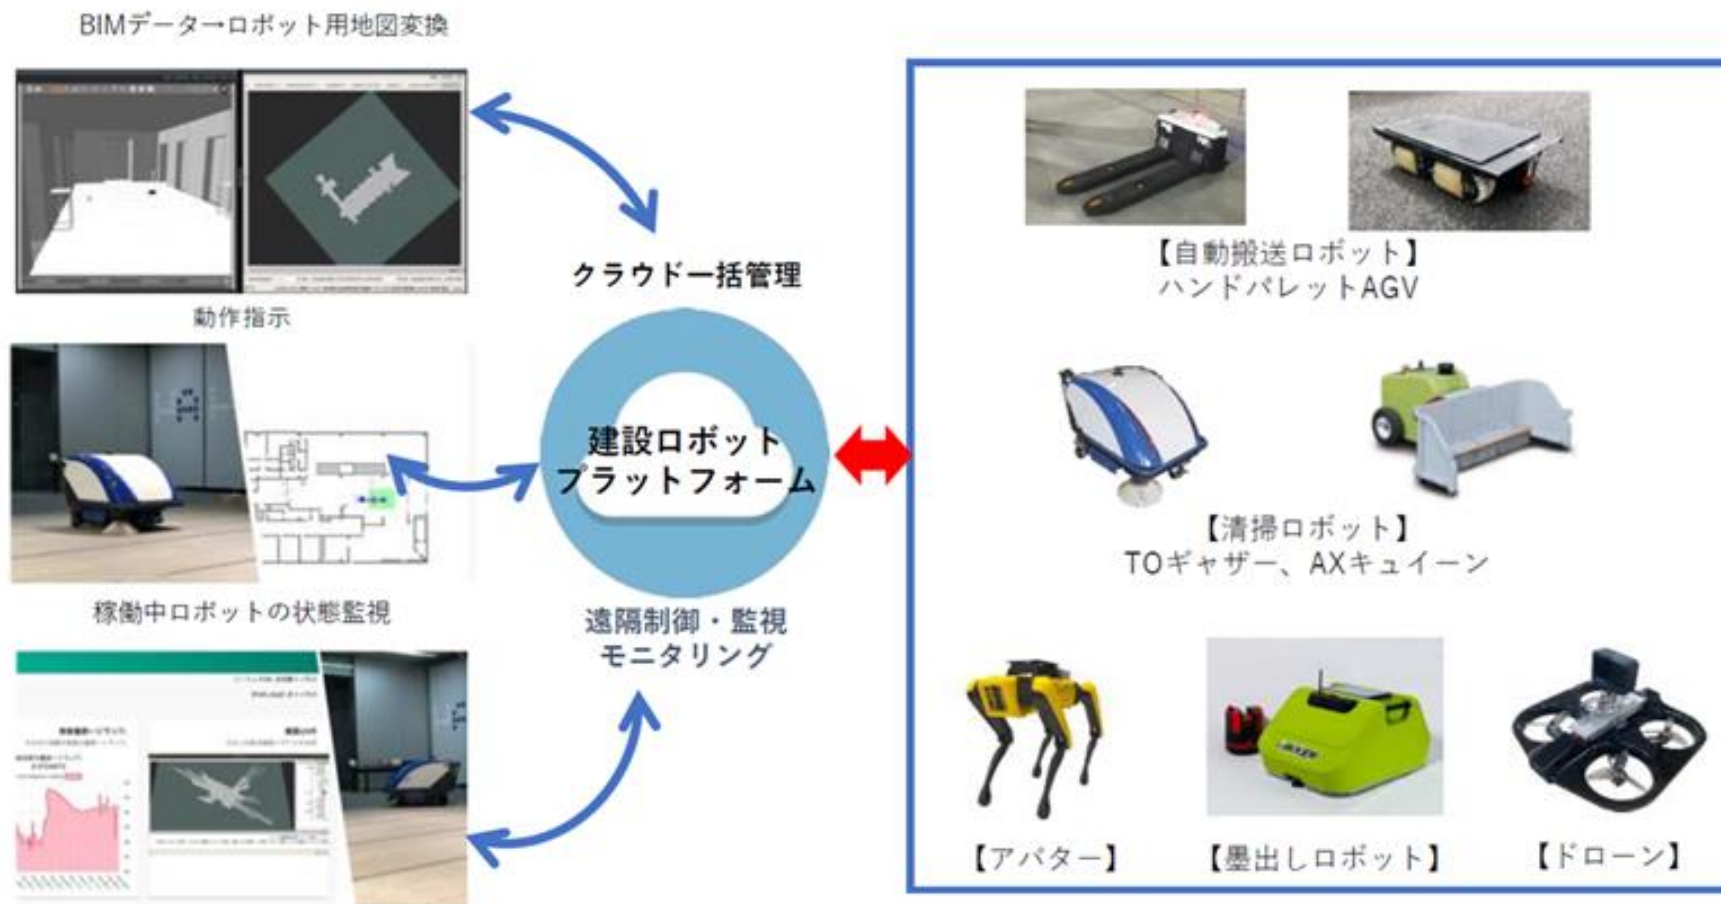 BIMデータ→ロボット用地図変換
動作指示
稼働中ロボットの状態監視
クラウド一括管理
建設ロボット
プラットフォーム
遠隔制御・監視
モニタリング
【自動搬送ロボット】
ハンドパレットAGV
【清掃ロボット】
TOギャザー、AXキュイーン
【アバター】
【墨出しロボット】
【ドローン】